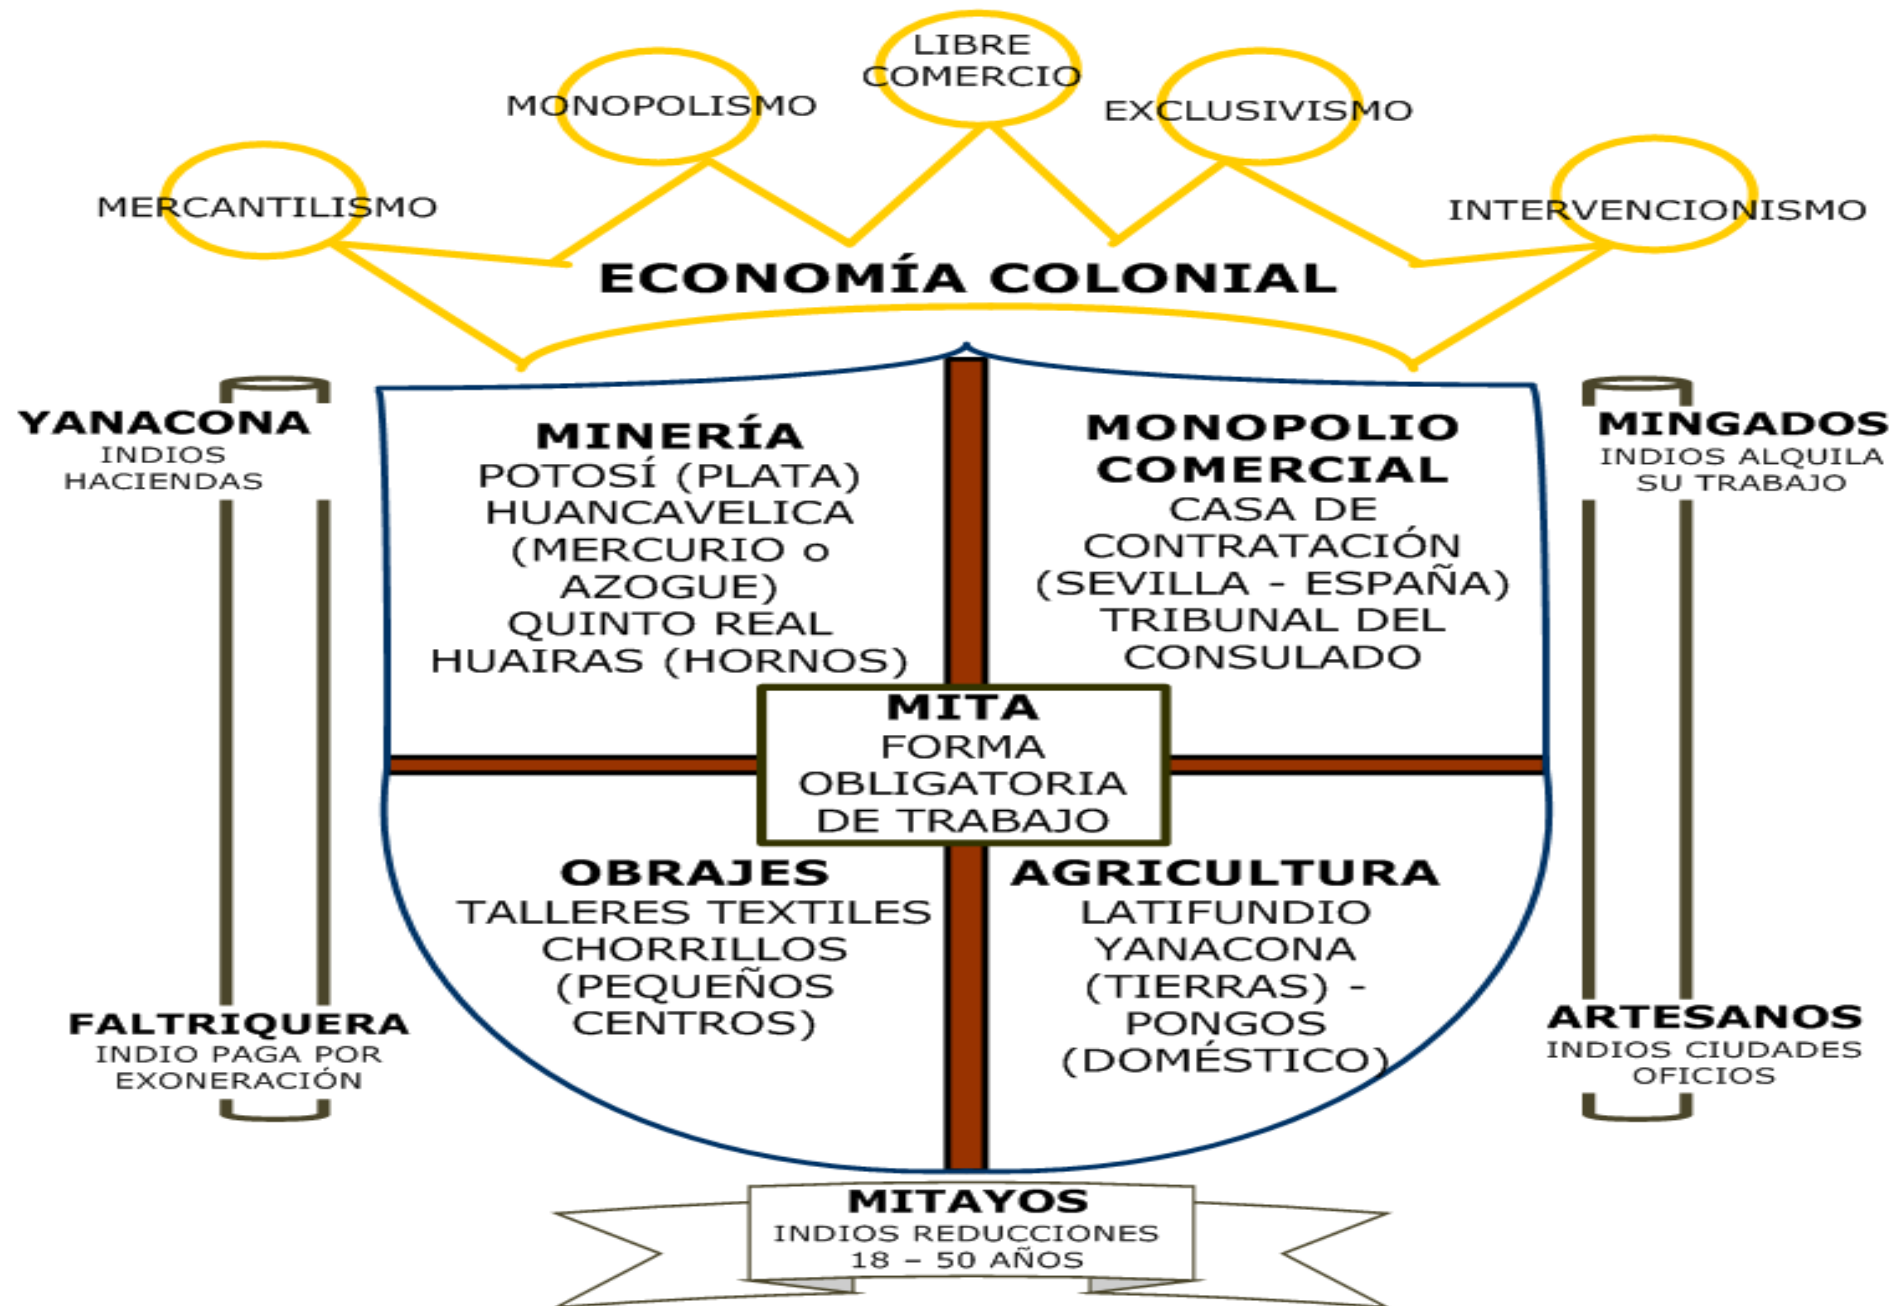 LIBRE
COMERCIO
MONOPOLISMO
EXCLUSIVISMO
MERCANTILISMO
INTERVENCIONISMO
ECONOMÍA COLONIAL
YANACONA
INDIOS
HACIENDAS
MINERÍA
POTOSÍ (PLATA)
HUANCAVELICA
(MERCURIO o
AZOGUE)
QUINTO REAL
HUAIRAS (HORNOS)
MONOPOLIO
COMERCIAL
CASA DE
CONTRATACIÓN
(SEVILLA - ESPAÑA)
TRIBUNAL DEL
CONSULADO
MINGADOS
INDIOS ALQUILA
SU TRABAJO
MITA
FORMA
OBLIGATORIA
DE TRABAJO
FALTRIQUERA
INDIO PAGA POR
EXONERACIÓN
OBRAJES
TALLERES TEXTILES
CHORRILLOS
(PEQUEÑOS
CENTROS)
AGRICULTURA
LATIFUNDIO
YANACONA
(TIERRAS) -
PONGOS
(DOMÉSTICO)
ARTESANOS
INDIOS CIUDADES
OFICIOS
MITAYOS
INDIOS REDUCCIONES
18 – 50 AÑOS